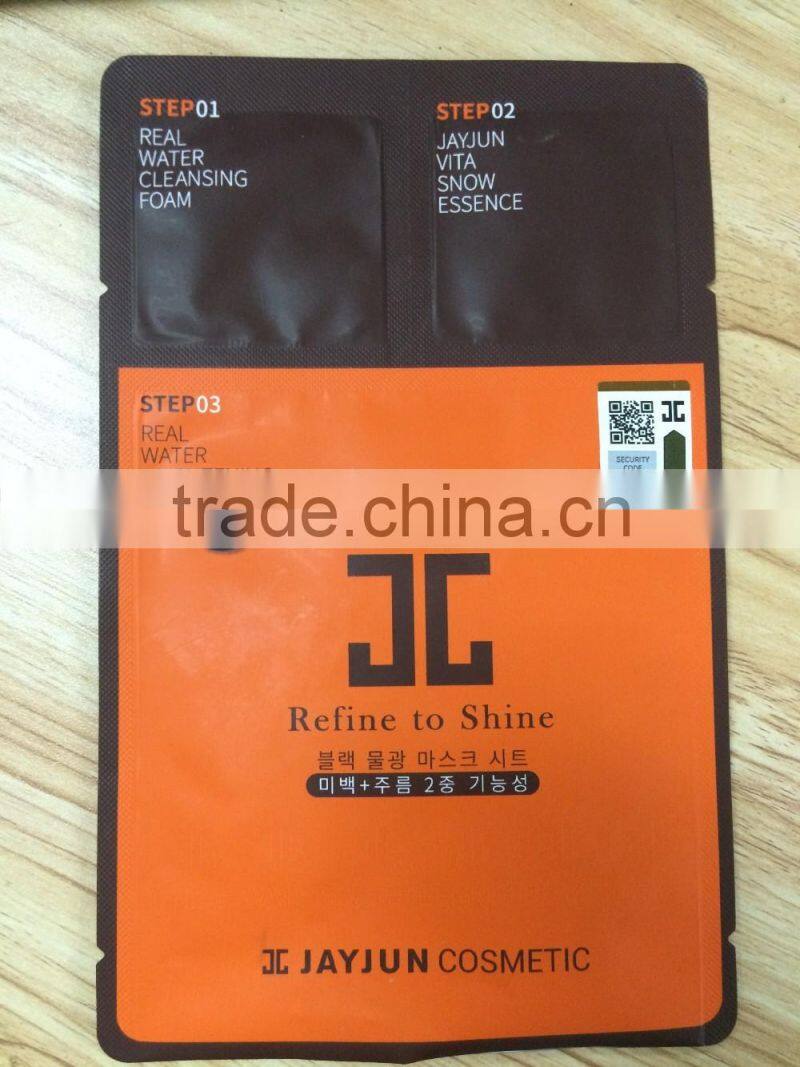 STEP01
REAL
WATER
CLEANSING
FOAM
STEP02
JAYJUN
VITA
SNOW
ESSENCE
STEP03
REAL
WATER
SECURITY
CODE
trade.china.cn
Refine to Shine
블랙 물광 마스크 시트
미백+주름 2중 기능성
JAYJUN COSMETIC